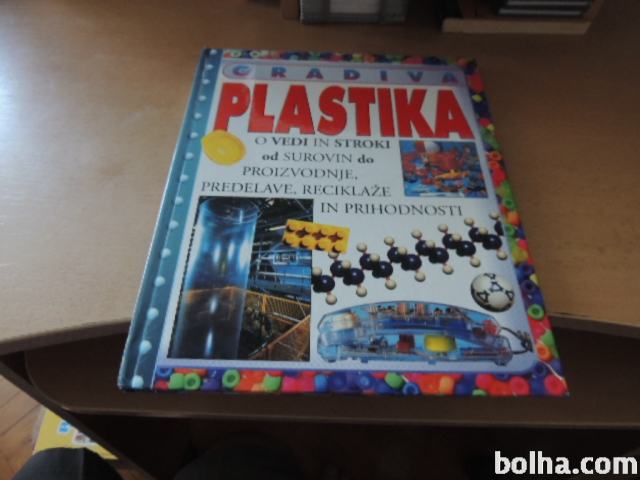 GRADIVA
PLASTIKA
O VEDI IN STROKI
od SUROVIN do
PROIZVODNJE,
PREDELAVE, RECIKLAŽE
IN PRIHODNOSTI
bolha.com®